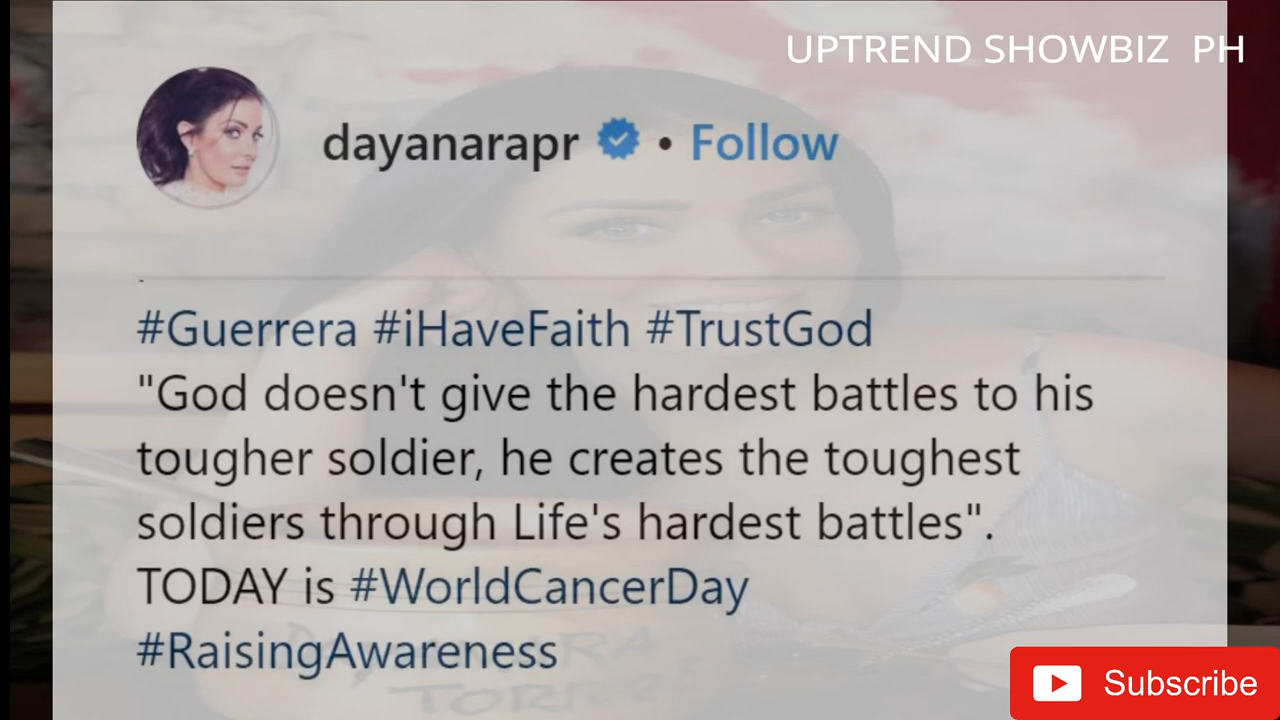 UPTREND SHOWBIZ PH
dayanarapr • Follow
#Guerrera #iHaveFaith #TrustGod
"God doesn't give the hardest battles to his
tougher soldier, he creates the toughest
soldiers through Life's hardest battles".
TODAY is #WorldCancerDay
#RaisingAwareness
Subscribe